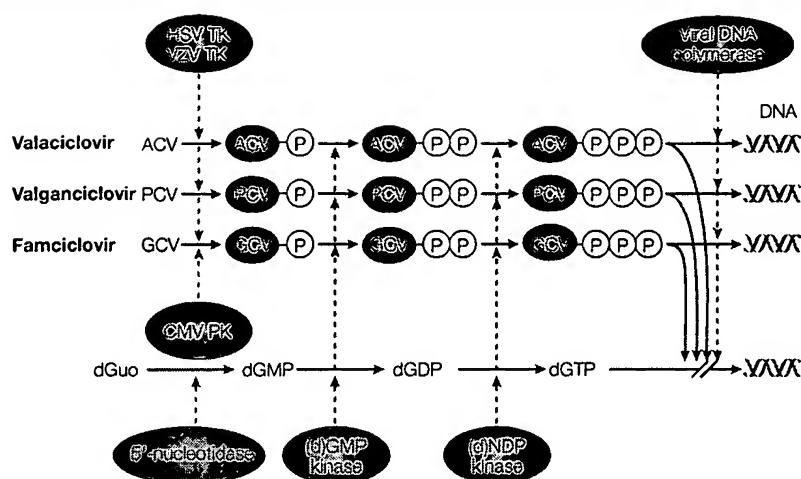 HSV TK
VZV TK
Viral DNA
polymerase
DNA
Valaciclovir ACV ACV P ACV P P ACV P P P
Valganciclovir PCV PCV P PCV P P PCV P P P
Famciclovir GCV GCV P GCV P P GCV P P P
CMV PK
dGuo dGMP dGDP dGTP
5'-nucleotidase
(d)GMP
kinase
(d)NDP
kinase